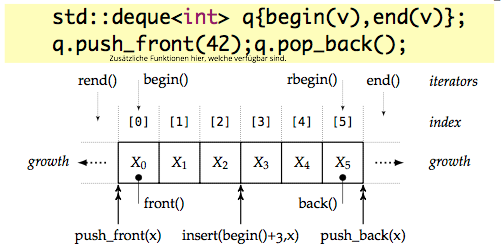 std::deque<int> q{begin(v),end(v)};
q.push_front(42);q.pop_back();
Zusätzliche Funktionen hier, welche verfügbar sind.
rend() begin() rbegin() end() iterators
[0] [1] [2] [3] [4] [5] index
growth X0 X1 X2 X3 X4 X5 growth
front() back()
push_front(x) insert(begin()+3,x) push_back(x)